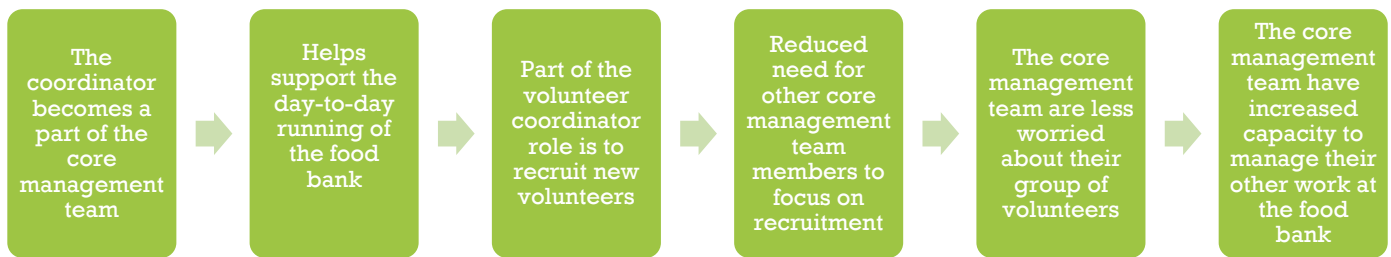 The
coordinator
becomes a
part of the
core
management
team
Helps
support the
day-to-day
running of
the food
bank
Part of the
volunteer
coordinator
role is to
recruit new
volunteers
Reduced
need for
other core
management
team
members to
focus on
recruitment
The core
management
team are less
worried
about their
group of
volunteers
The core
management
team have
increased
capacity to
manage their
other work at
the food
bank